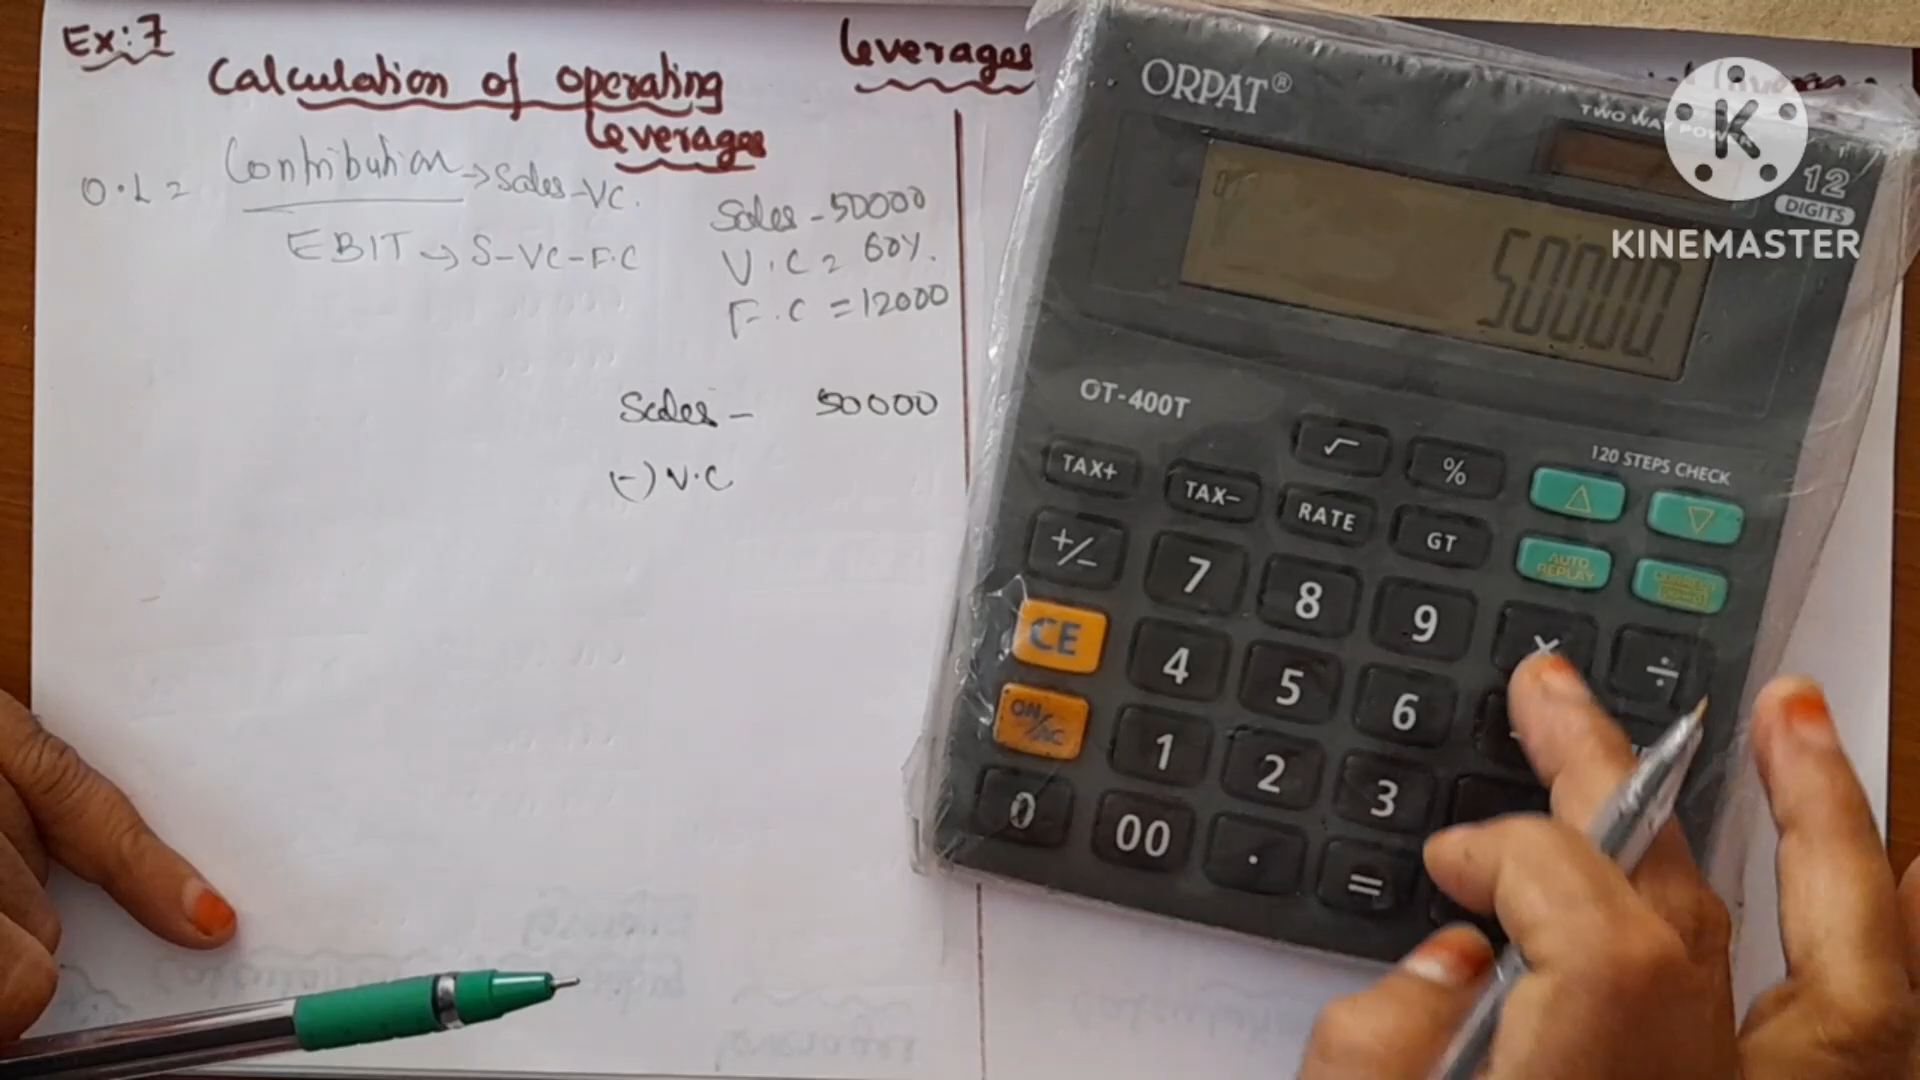 Ex:7
Leverages
Calculation of operating
Leverages
O.L = Contribution → Sales-VC.
EBIT → S-VC-F.C
Sales - 50000
V.C = 60%.
F.C = 12000
Sales - 50000
(-) V.C
ORPAT®
TWO WAY POWER
12
DIGITS
K
KINEMASTER
50000
OT-400T
120 STEPS CHECK
√ %
TAX+ TAX- RATE GT
AUTO REPLAY
+/- 7 8 9 × ÷
CE 4 5 6
ON/AC 1 2 3
0 00 . =